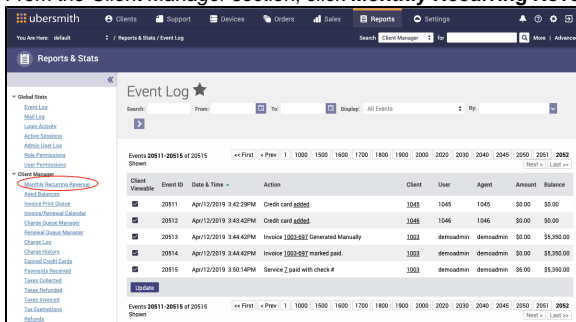 From the Client Manager section, click Monthly Recurring Reve
ubersmith Clients Support Devices Orders Sales Reports Settings
You Are Here: default / Reports & Stats / Event Log Search Client Manager for More | Advance
Reports & Stats
«
Global Stats
Event Log
Mail Log
Login Activity
Active Sessions
Admin User Log
Role Permissions
User Permissions
Client Manager
Monthly Recurring Revenue
Aged Balances
Invoice Print Queue
Invoice/Renewal Calendar
Charge Queue Manager
Renewal Queue Manager
Charge Log
Charge History
Expired Credit Cards
Payments Received
Taxes Collected
Taxes Refunded
Taxes Invoiced
Tax Exemptions
Refunds
Event Log
Search: From: To: Display: All Events By:
Events 20511-20515 of 20515 Shown
<< First < Prev 1 1000 1500 1600 1700 1800 1900 2000 2020 2030 2040 2045 2050 2051 2052
Next > Last >>
Client Viewable Event ID Date & Time Action Client User Agent Amount Balance
20511 Apr/12/2019 3:42:29PM Credit card added. 1045 1045 1045 $0.00 $0.00
20512 Apr/12/2019 3:43:42PM Credit card added. 1046 1046 1046 $0.00 $0.00
20513 Apr/12/2019 3:44:42PM Invoice 1003-697 Generated Manually 1003 demoadmin demoadmin $0.00 $5,350.00
20514 Apr/12/2019 3:44:42PM Invoice 1003-697 marked paid. 1003 demoadmin demoadmin $0.00 $5,350.00
20515 Apr/12/2019 3:50:14PM Service 7 paid with check # 1003 demoadmin demoadmin $6.00 $5,350.00
Update
Events 20511-20515 of 20515 Shown
<< First < Prev 1 1000 1500 1600 1700 1800 1900 2000 2020 2030 2040 2045 2050 2051 2052
Next > Last >>